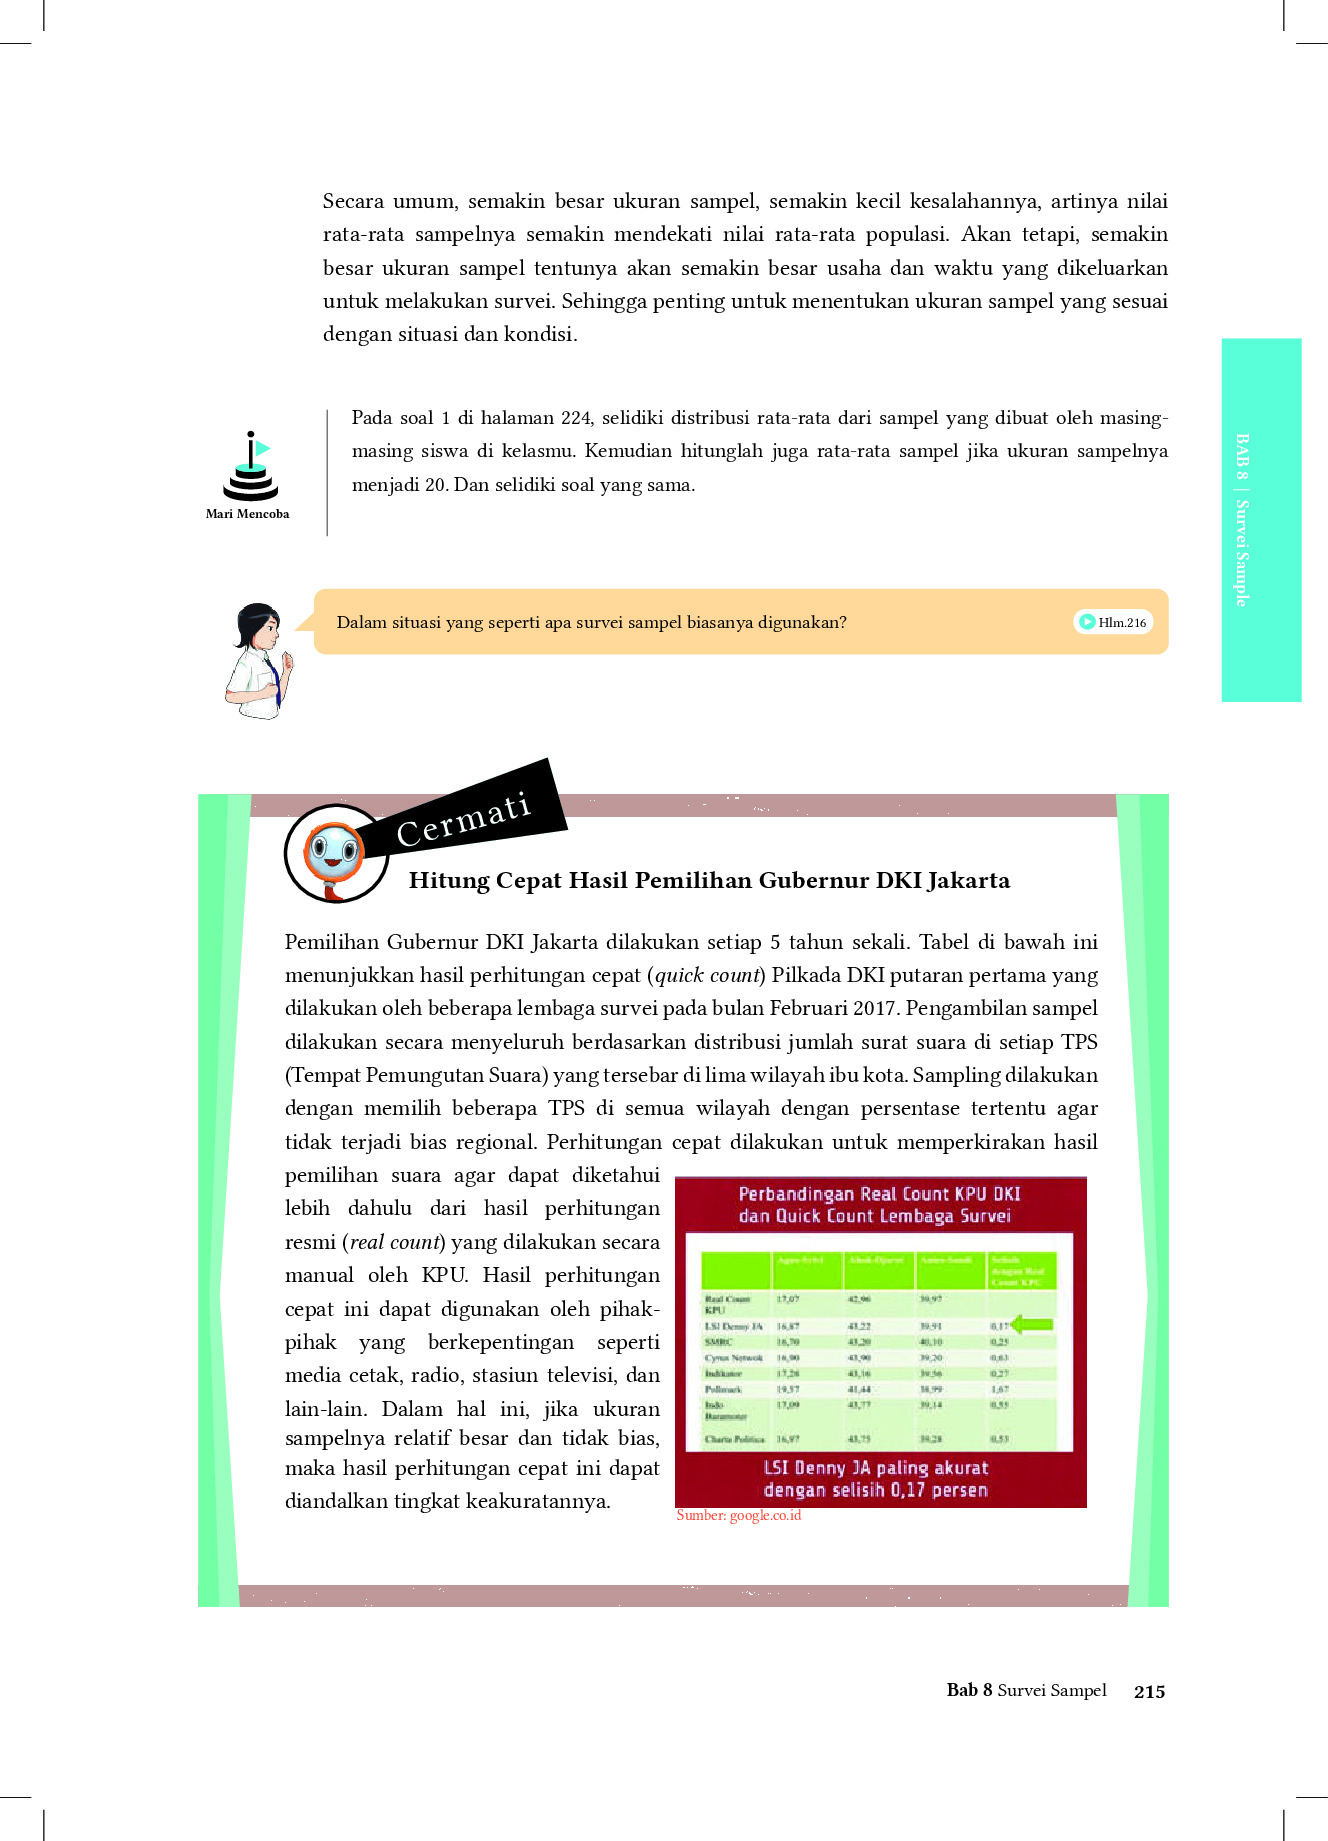 Secara umum, semakin besar ukuran sampel, semakin kecil kesalahannya, artinya nilai
rata-rata sampelnya semakin mendekati nilai rata-rata populasi. Akan tetapi, semakin
besar ukuran sampel tentunya akan semakin besar usaha dan waktu yang dikeluarkan
untuk melakukan survei. Sehingga penting untuk menentukan ukuran sampel yang sesuai
dengan situasi dan kondisi.
Pada soal 1 di halaman 224, selidiki distribusi rata-rata dari sampel yang dibuat oleh masing-
masing siswa di kelasmu. Kemudian hitunglah juga rata-rata sampel jika ukuran sampelnya
menjadi 20. Dan selidiki soal yang sama.
Mari Mencoba
BAB 8 | Survei Sample
Dalam situasi yang seperti apa survei sampel biasanya digunakan?
Hlm.216
Cermati
Hitung Cepat Hasil Pemilihan Gubernur DKI Jakarta
Pemilihan Gubernur DKI Jakarta dilakukan setiap 5 tahun sekali. Tabel di bawah ini
menunjukkan hasil perhitungan cepat (quick count) Pilkada DKI putaran pertama yang
dilakukan oleh beberapa lembaga survei pada bulan Februari 2017. Pengambilan sampel
dilakukan secara menyeluruh berdasarkan distribusi jumlah surat suara di setiap TPS
(Tempat Pemungutan Suara) yang tersebar di lima wilayah ibu kota. Sampling dilakukan
dengan memilih beberapa TPS di semua wilayah dengan persentase tertentu agar
tidak terjadi bias regional. Perhitungan cepat dilakukan untuk memperkirakan hasil
pemilihan suara agar dapat diketahui
lebih dahulu dari hasil perhitungan
resmi (real count) yang dilakukan secara
manual oleh KPU. Hasil perhitungan
cepat ini dapat digunakan oleh pihak-
pihak yang berkepentingan seperti
media cetak, radio, stasiun televisi, dan
lain-lain. Dalam hal ini, jika ukuran
sampelnya relatif besar dan tidak bias,
maka hasil perhitungan cepat ini dapat
diandalkan tingkat keakuratannya.
Perbandingan Real Count KPU DKI
dan Quick Count Lembaga Survei
Selisih
dengan Real
Count KPU
Real Count KPU 17,07 42,96 39,97
LSI Denny JA 16,87 43,22 39,91 0,17
SMRC 16,70 43,20 40,10 0,25
Cyrus Network 16,90 43,90 39,20 0,63
Indikator 17,26 43,16 39,56 0,27
Polmark 19,57 41,44 38,99 1,67
Indo 17,09 43,77 39,14 0,55
Charta Politica 16,97 43,75 39,28 0,53
LSI Denny JA paling akurat
dengan selisih 0,17 persen
Sumber: google.co.id
Bab 8 Survei Sampel 215